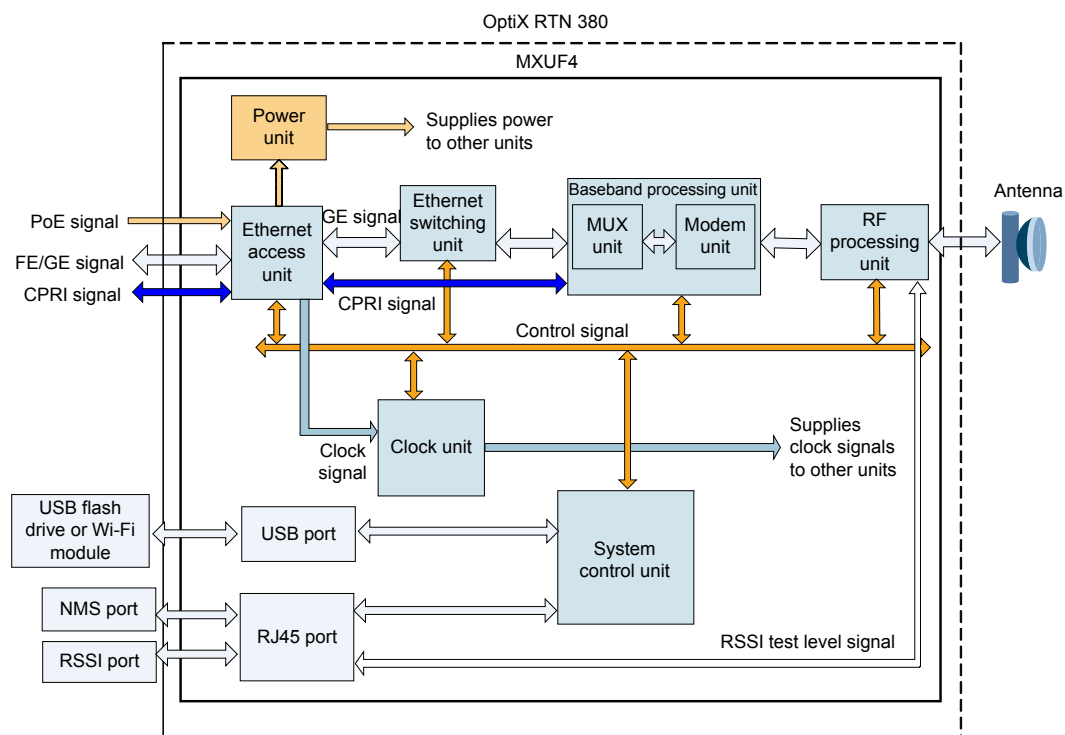 OptiX RTN 380
MXUF4
Power
unit
Supplies power
to other units
PoE signal
FE/GE signal
CPRI signal
Ethernet
access
unit
GE signal
Ethernet
switching
unit
CPRI signal
Baseband processing unit
MUX
unit
Modem
unit
RF
processing
unit
Antenna
Control signal
Clock
signal
Clock unit
Supplies
clock signals
to other units
USB flash
drive or Wi-Fi
module
USB port
System
control unit
NMS port
RSSI port
RJ45 port
RSSI test level signal